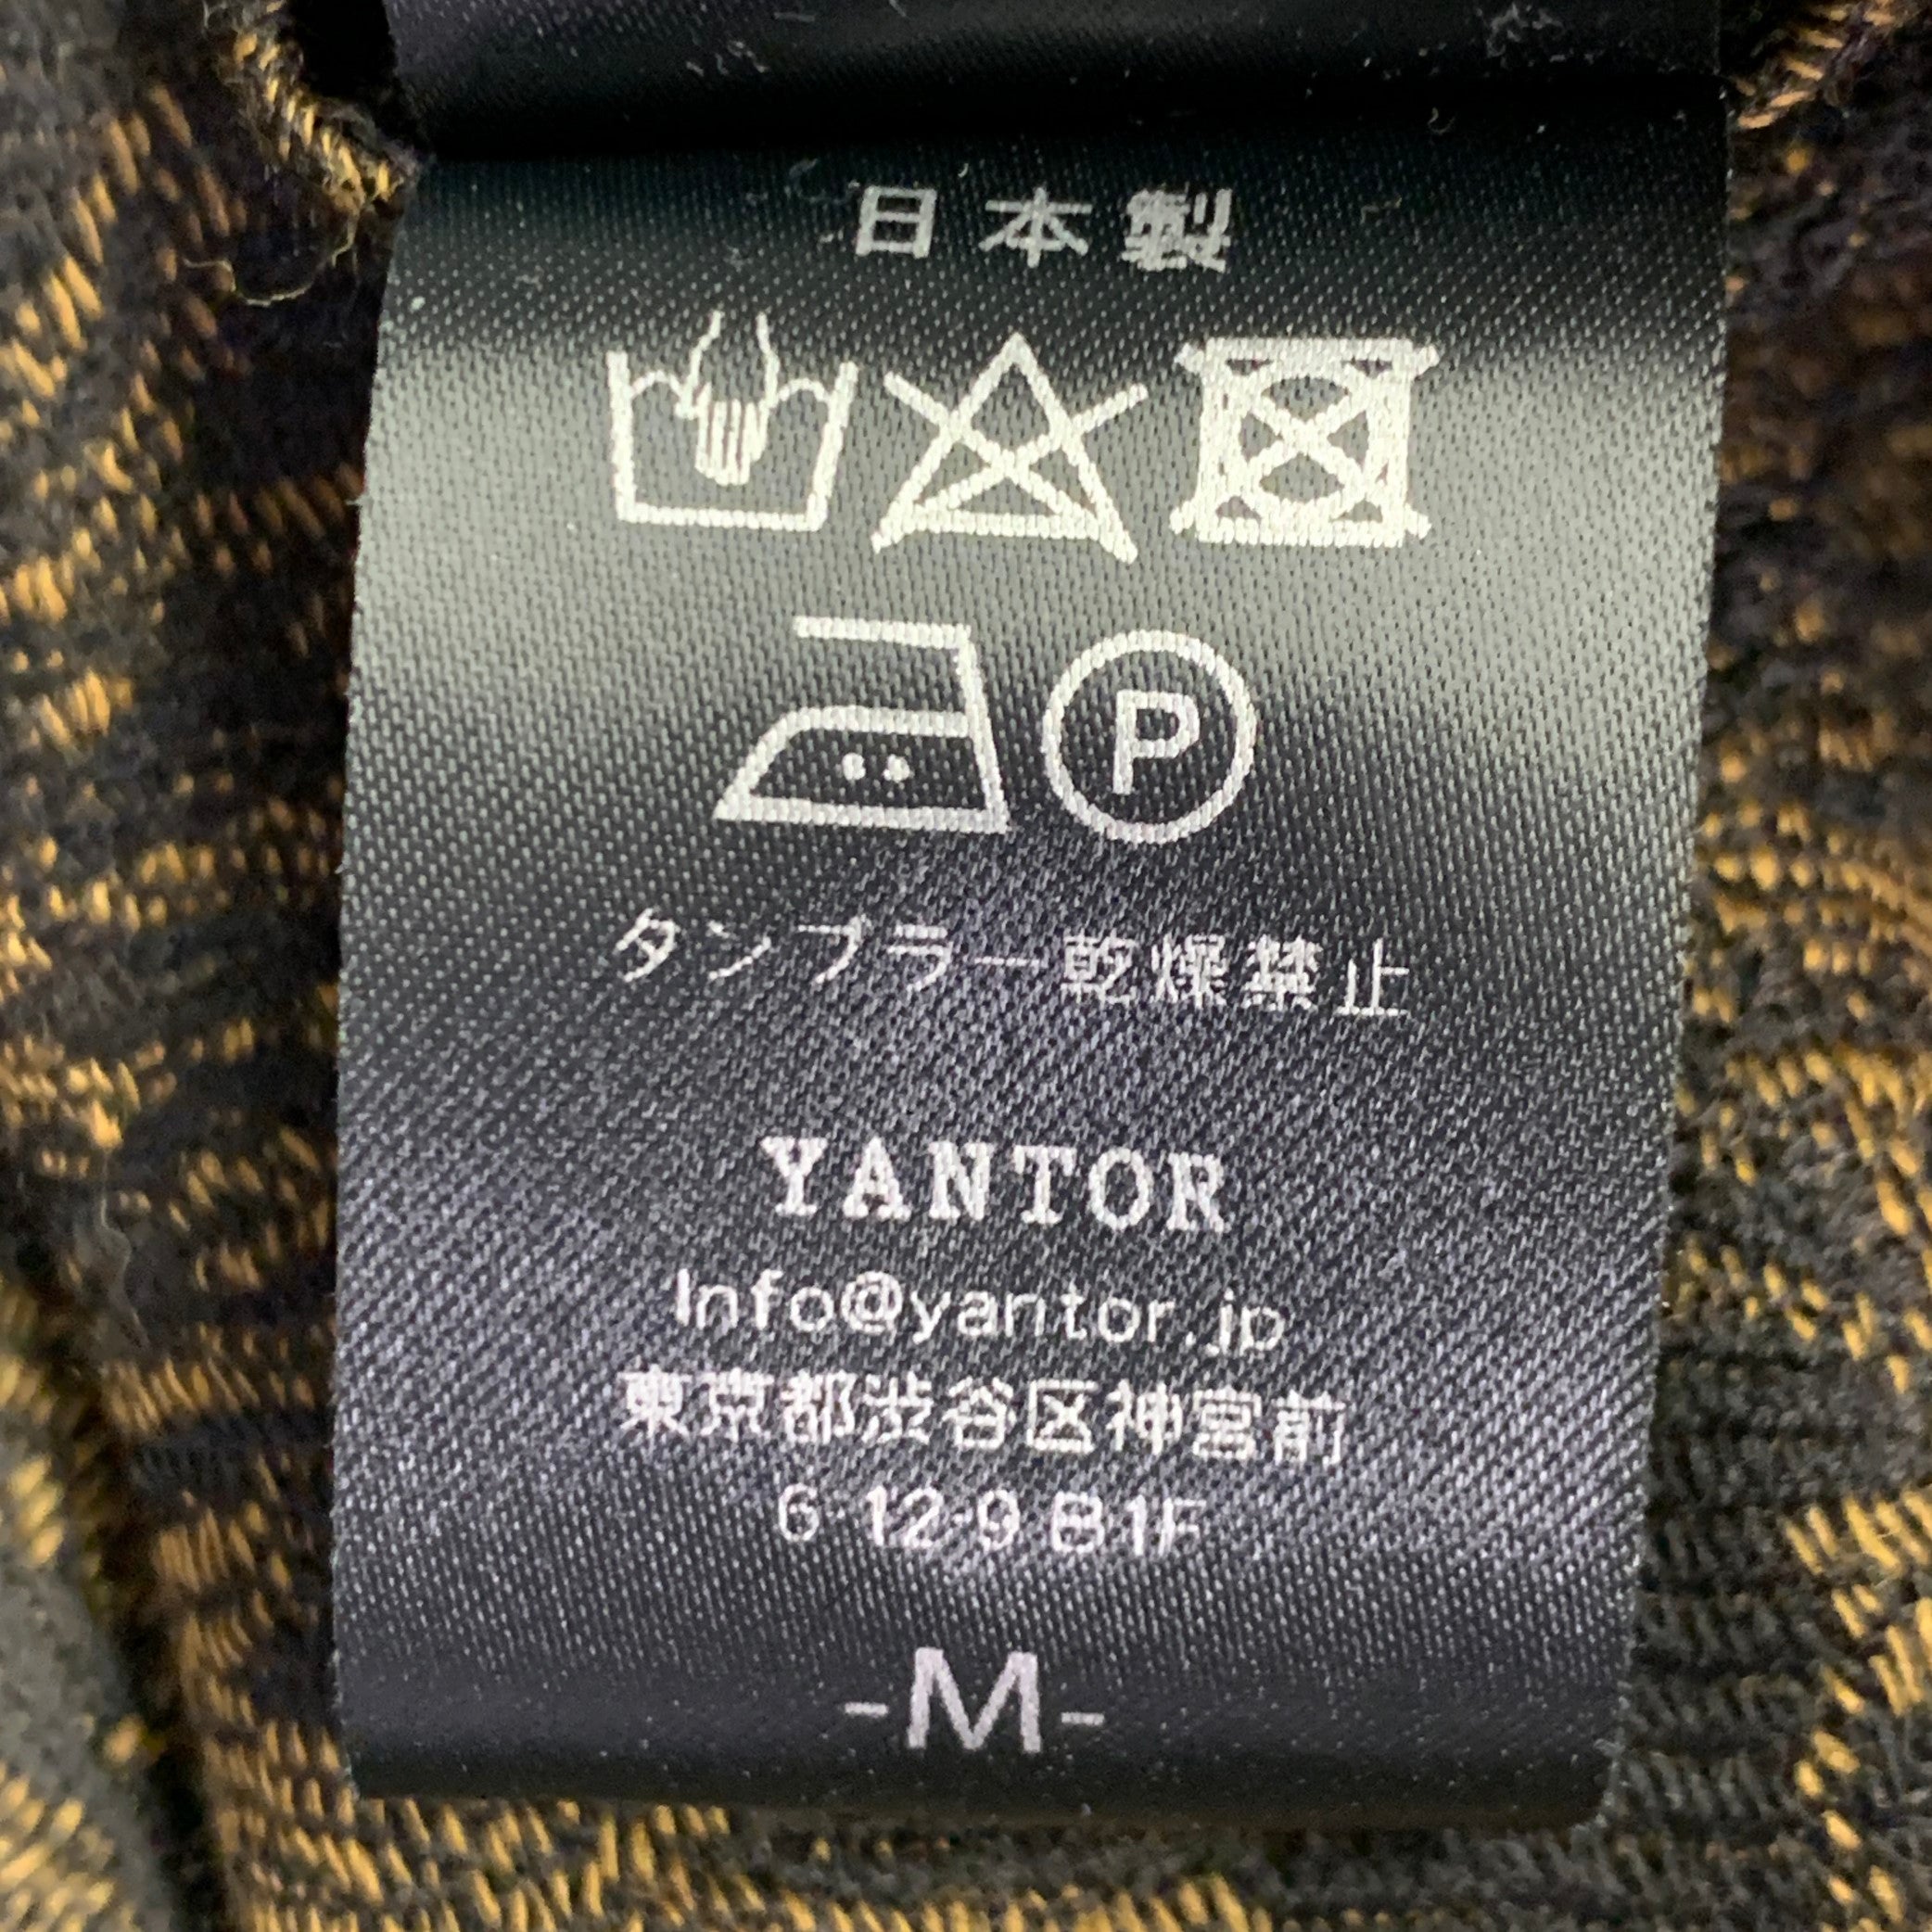 日本製
P
タンブラー乾燥禁止
YANTOR
Info@yantor.jp
東京都渋谷区神宮前
6-12-9 B1F
-M-